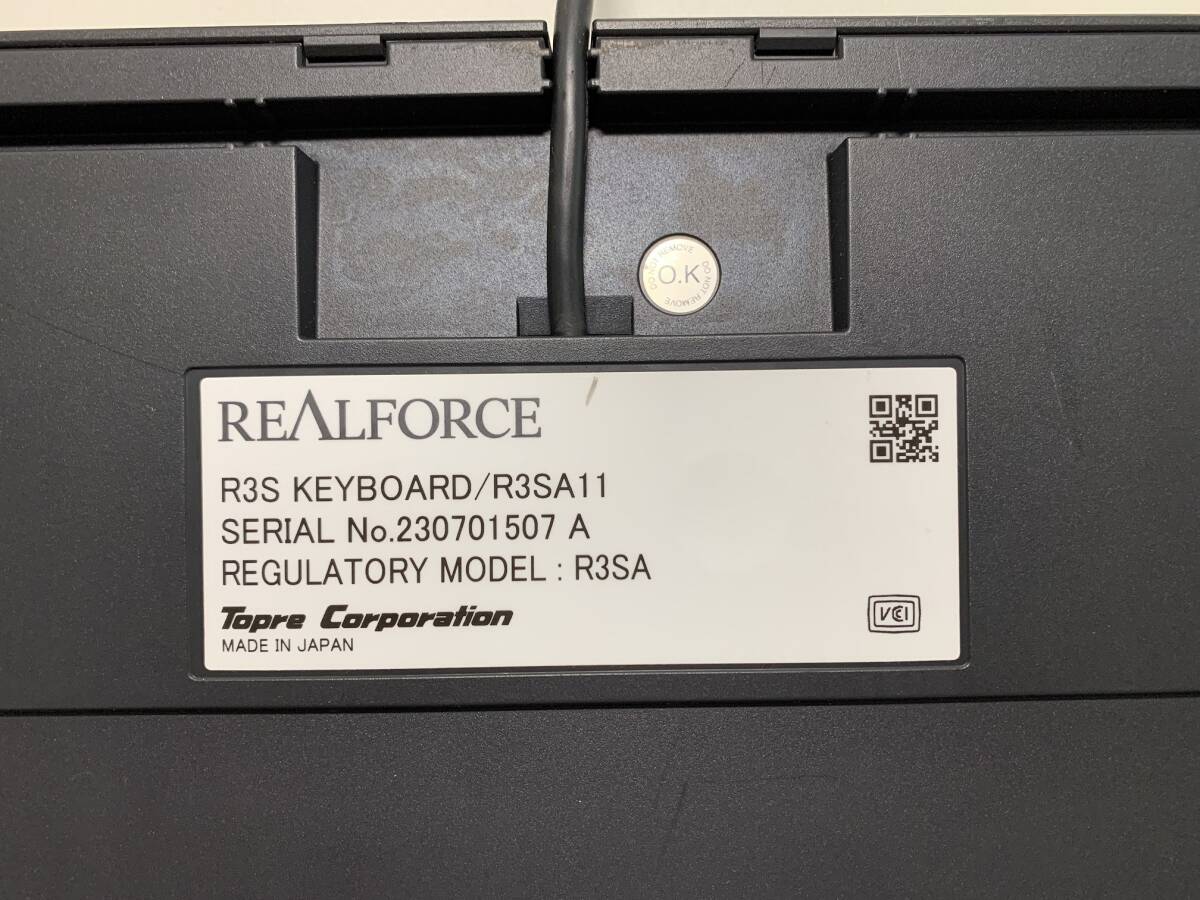 DO NOT REMOVE
O.K
DO NOT REMOVE
REALFORCE
R3S KEYBOARD/R3SA11
SERIAL No.230701507 A
REGULATORY MODEL : R3SA
Topre Corporation
MADE IN JAPAN
VCCI